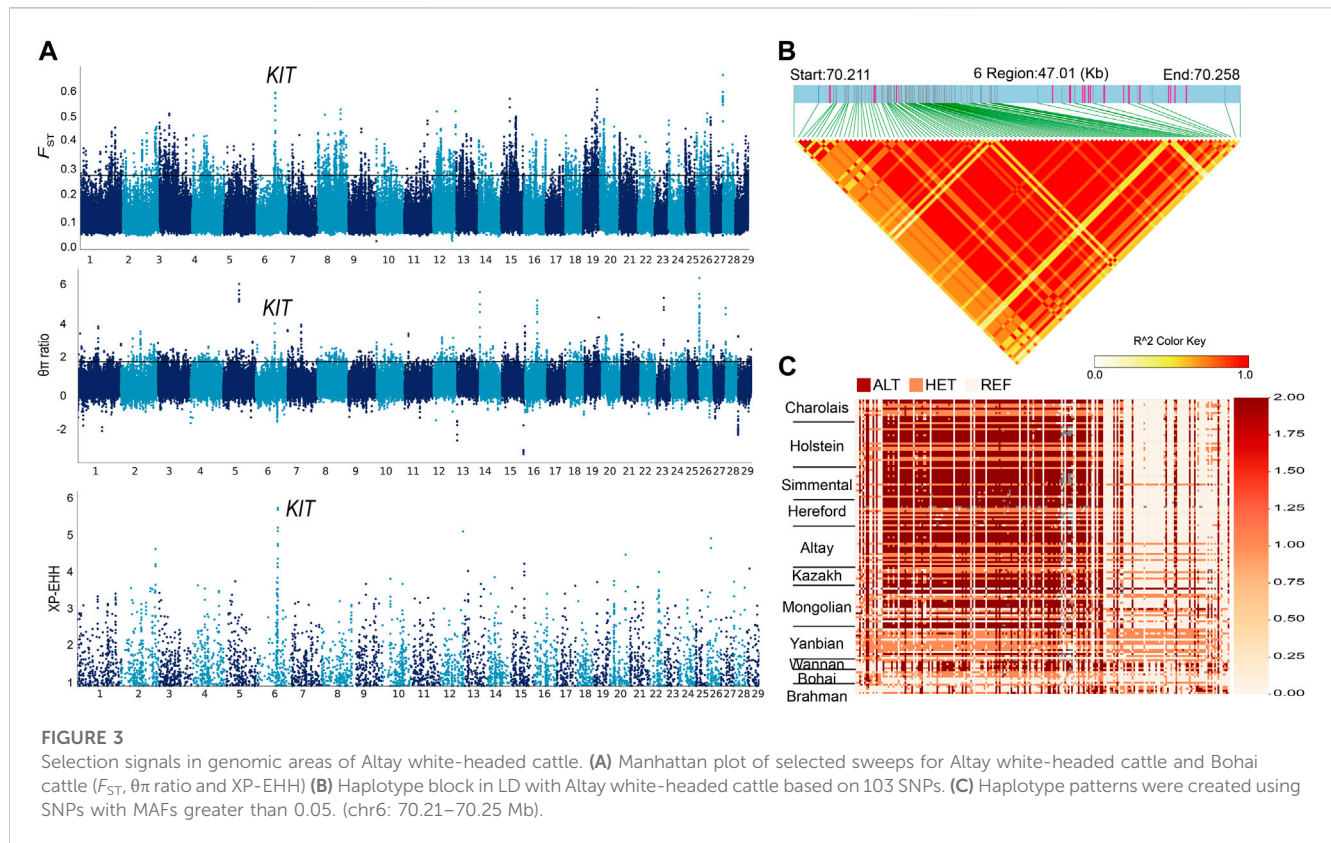 A
KIT
0.6
0.5
0.4
0.3
0.2
0.1
0.0
FST
1 2 3 4 5 6 7 8 9 10 11 12 13 14 15 16 17 18 19 20 21 22 23 24 25 26 27 28 29
KIT
6
4
2
0
-2
θπ ratio
1 2 3 4 5 6 7 8 9 10 11 12 13 14 15 16 17 18 19 20 21 22 23 24 25 26 27 28 29
KIT
6
5
4
3
2
1
XP-EHH
1 2 3 4 5 6 7 8 9 10 11 12 13 14 15 16 17 18 19 20 21 22 23 24 25 26 27 28 29
B
Start:70.211 6 Region:47.01 (Kb) End:70.258
R^2 Color Key
0.0 1.0
C
ALT HET REF
Charolais
Holstein
Simmental
Hereford
Altay
Kazakh
Mongolian
Yanbian
Wannan
Bohai
Brahman
2.00
1.75
1.50
1.25
1.00
0.75
0.50
0.25
0.00
FIGURE 3
Selection signals in genomic areas of Altay white-headed cattle. (A) Manhattan plot of selected sweeps for Altay white-headed cattle and Bohai
cattle (FST, θπ ratio and XP-EHH) (B) Haplotype block in LD with Altay white-headed cattle based on 103 SNPs. (C) Haplotype patterns were created using
SNPs with MAFs greater than 0.05. (chr6: 70.21–70.25 Mb).